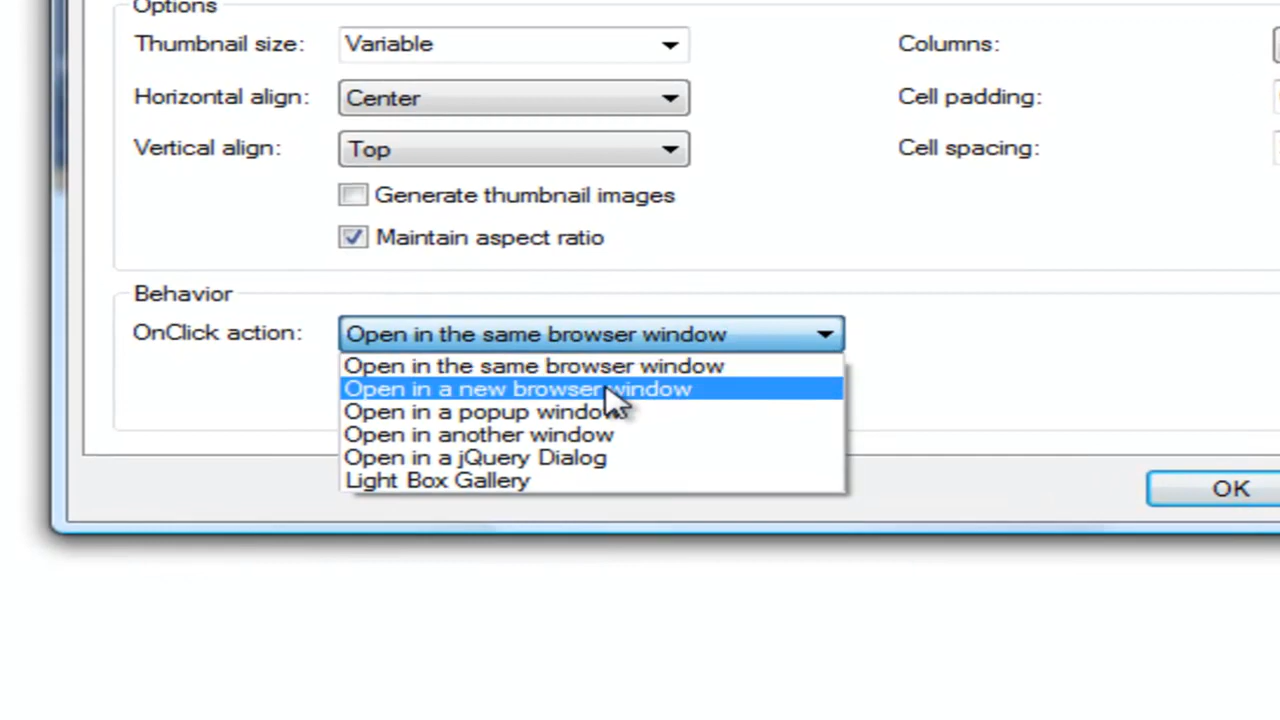 Options
Thumbnail size: Variable Columns:
Horizontal align: Center Cell padding:
Vertical align: Top Cell spacing:
Generate thumbnail images
Maintain aspect ratio
Behavior
OnClick action: Open in the same browser window
Open in the same browser window
Open in a new browser window
Open in a popup window
Open in another window
Open in a jQuery Dialog
Light Box Gallery
OK